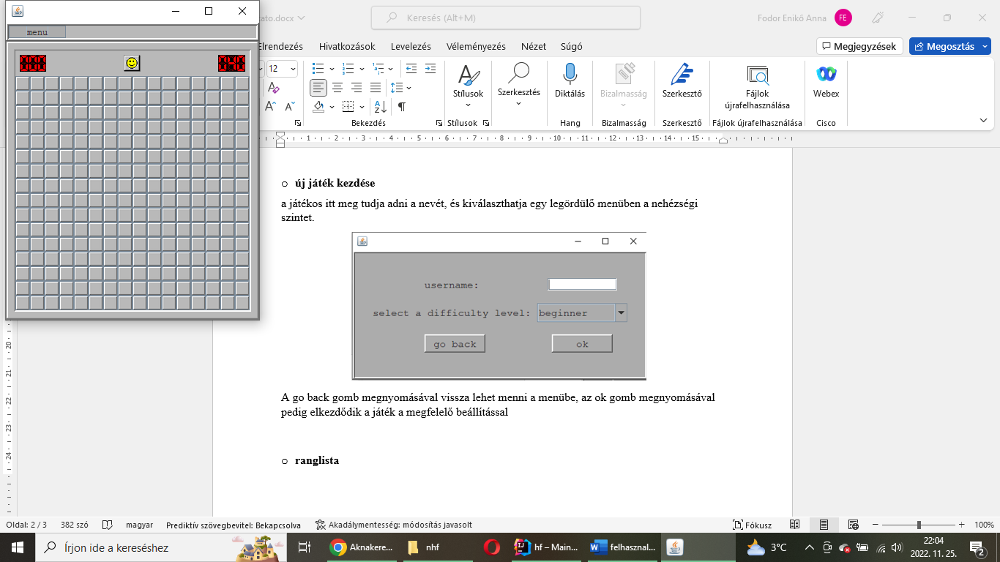 menu
ato.docx
Keresés (Alt+M)
Fodor Enikő Anna
FE
Elrendezés
Hivatkozások
Levelezés
Véleményezés
Nézet
Súgó
Megjegyzések
Megosztás
12
Stílusok
Szerkesztés
Diktálás
Bizalmasság
Szerkesztő
Fájlok
újrafelhasználása
Webex
Bekezdés
Stílusok
Hang
Bizalmasság
Szerkesztő
Fájlok újrafelhasználása
Cisco
1 2 3 4 5 6 7 8 9 10 11 12 13 14 15
o új játék kezdése
a játékos itt meg tudja adni a nevét, és kiválaszthatja egy legördülő menüben a nehézségi
szintet.
username:
select a difficulty level: beginner
go back
ok
A go back gomb megnyomásával vissza lehet menni a menübe, az ok gomb megnyomásával
pedig elkezdődik a játék a megfelelő beállítással
o ranglista
20
21
22
23
24
Oldal: 2 / 3
382 szó
magyar
Prediktív szövegbevitel: Bekapcsolva
Akadálymentesség: módosítás javasolt
Fókusz
100%
Írjon ide a kereséshez
Aknakere...
nhf
hf – Main...
felhasznal...
3°C
22:04
2022. 11. 25.
2